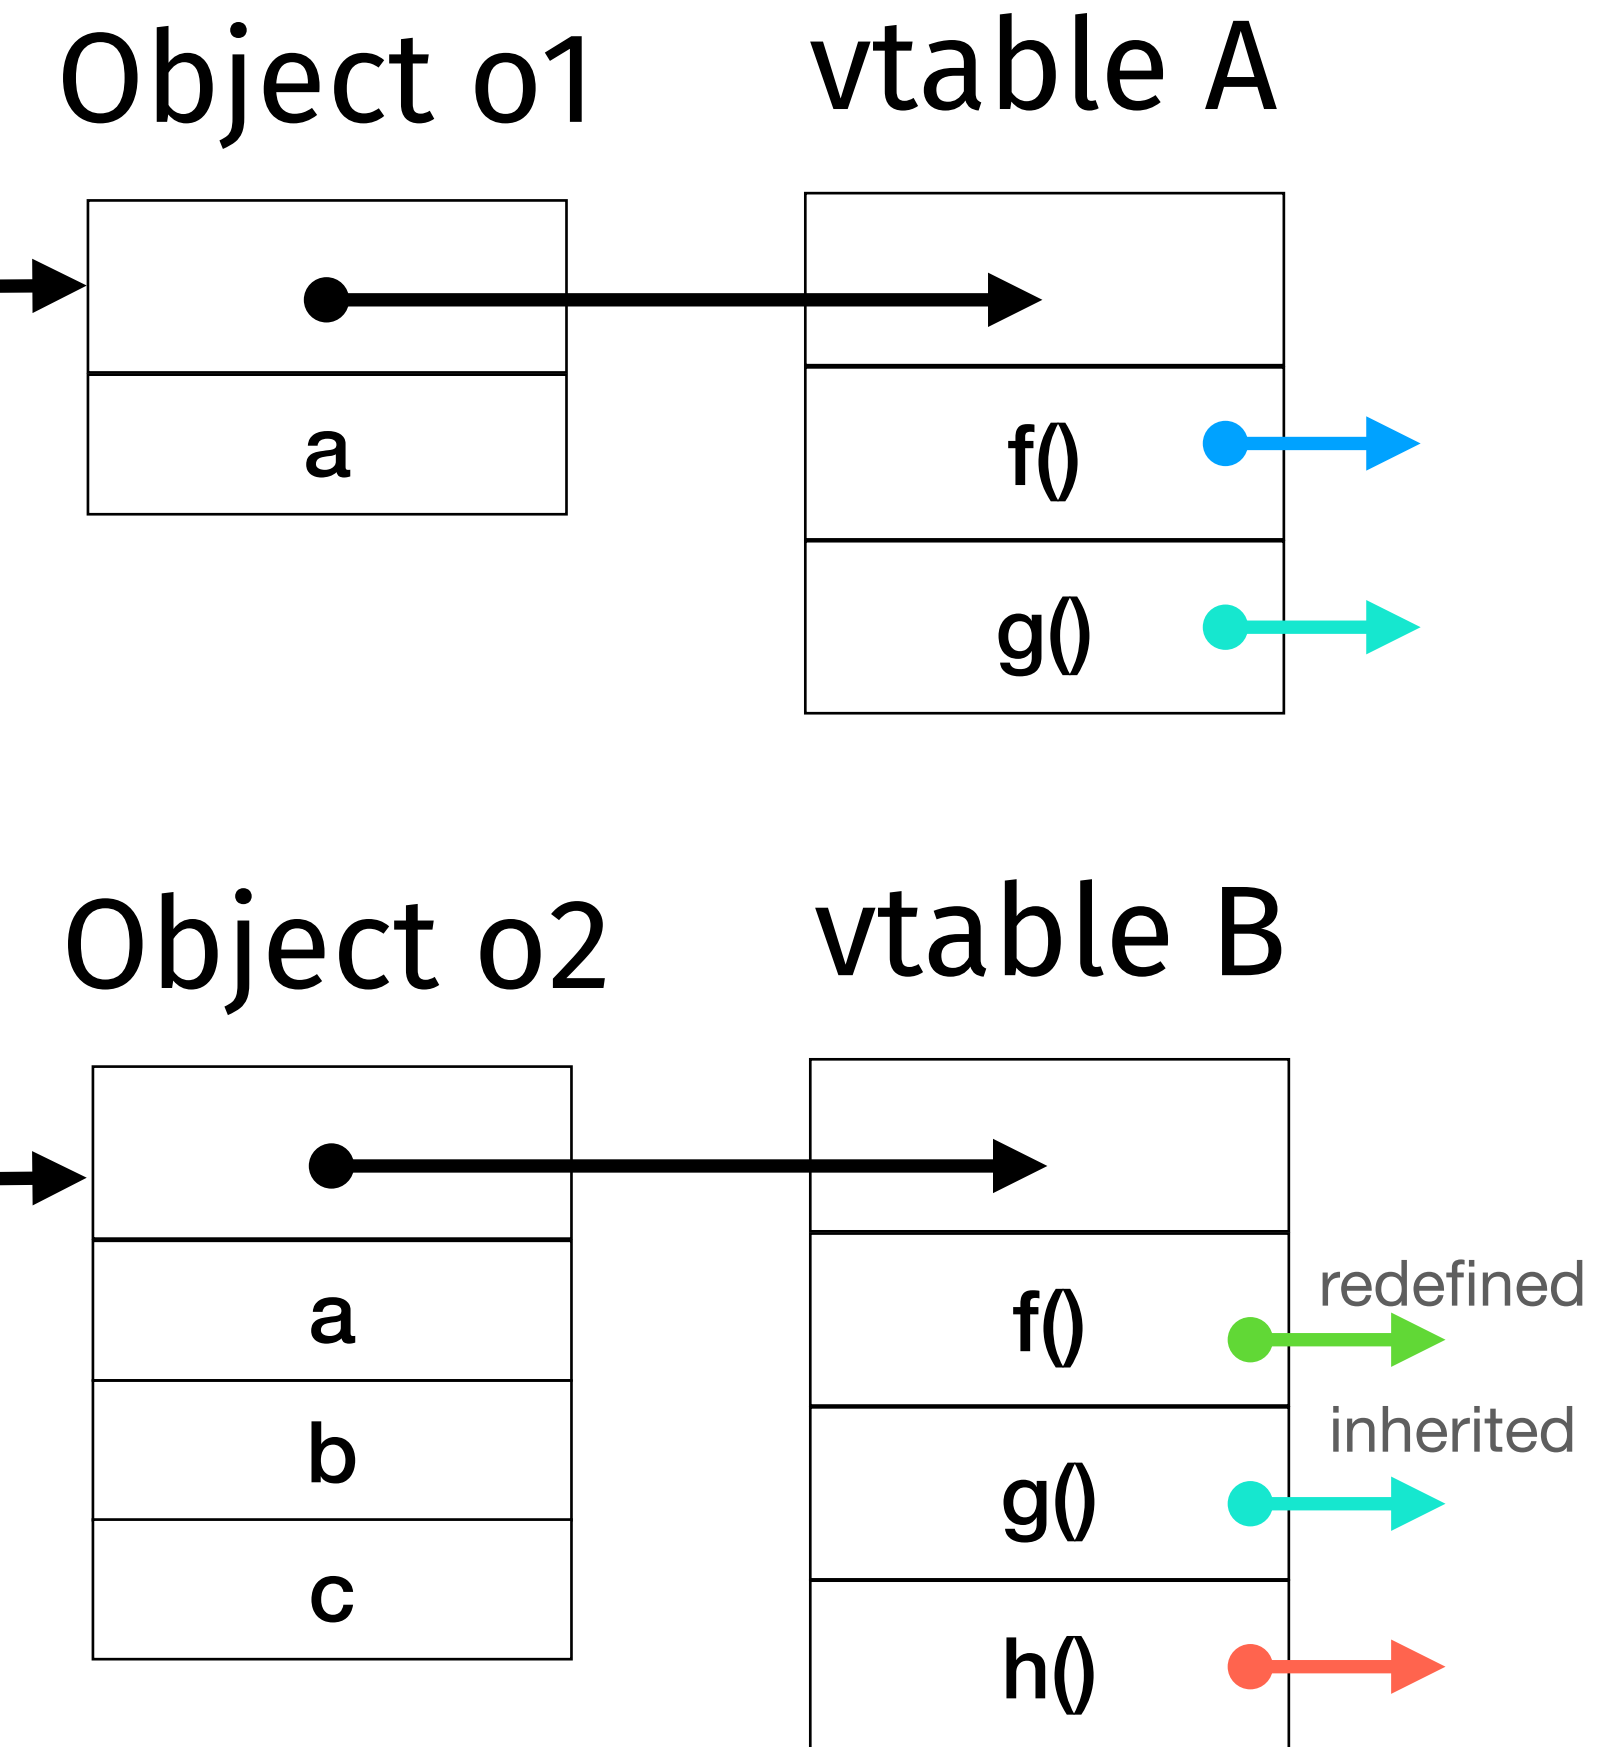 Object o1
vtable A
a
f()
g()
Object o2
vtable B
a
b
c
f()
redefined
g()
inherited
h()